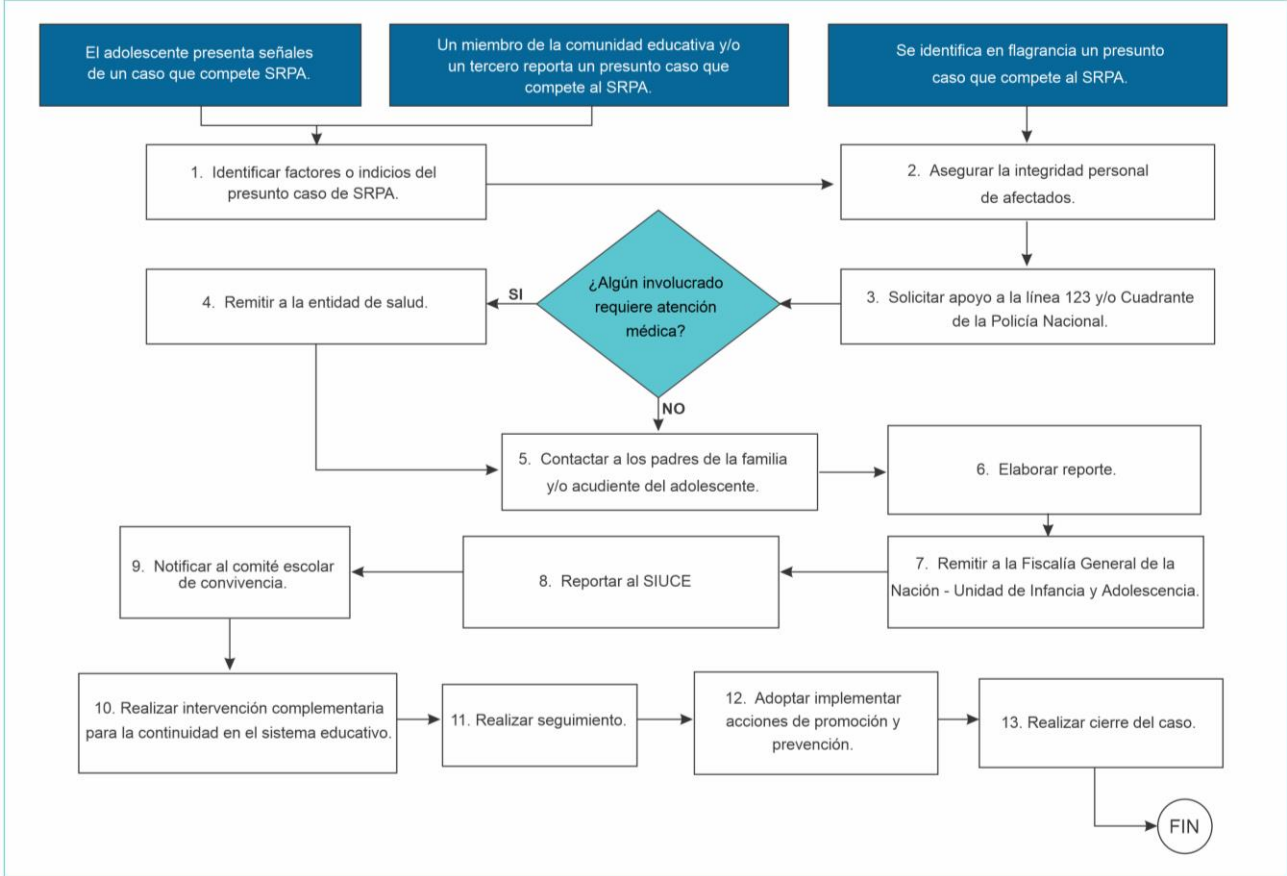 El adolescente presenta señales
de un caso que compete SRPA.
Un miembro de la comunidad educativa y/o
un tercero reporta un presunto caso que
compete al SRPA.
Se identifica en flagrancia un presunto
caso que compete al SRPA.
1. Identificar factores o indicios del
presunto caso de SRPA.
2. Asegurar la integridad personal
de afectados.
¿Algún involucrado
requiere atención
médica?
SI
NO
3. Solicitar apoyo a la línea 123 y/o Cuadrante
de la Policía Nacional.
4. Remitir a la entidad de salud.
5. Contactar a los padres de la familia
y/o acudiente del adolescente.
6. Elaborar reporte.
7. Remitir a la Fiscalía General de la
Nación - Unidad de Infancia y Adolescencia.
8. Reportar al SIUCE
9. Notificar al comité escolar
de convivencia.
10. Realizar intervención complementaria
para la continuidad en el sistema educativo.
11. Realizar seguimiento.
12. Adoptar implementar
acciones de promoción y
prevención.
13. Realizar cierre del caso.
FIN